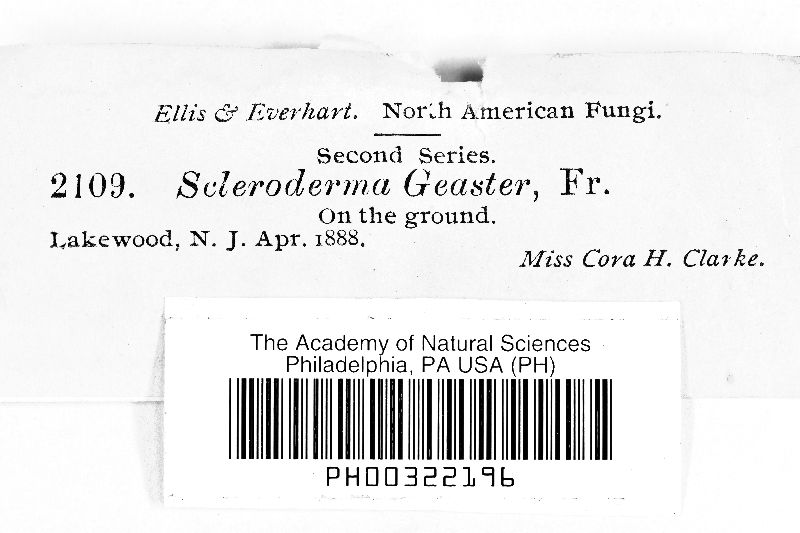 Ellis & Everhart. North American Fungi.
Second Series.
2109. Scleroderma Geaster, Fr.
On the ground.
Lakewood, N. J. Apr. 1888.
Miss Cora H. Clarke.
The Academy of Natural Sciences
Philadelphia, PA USA (PH)
PH00322196